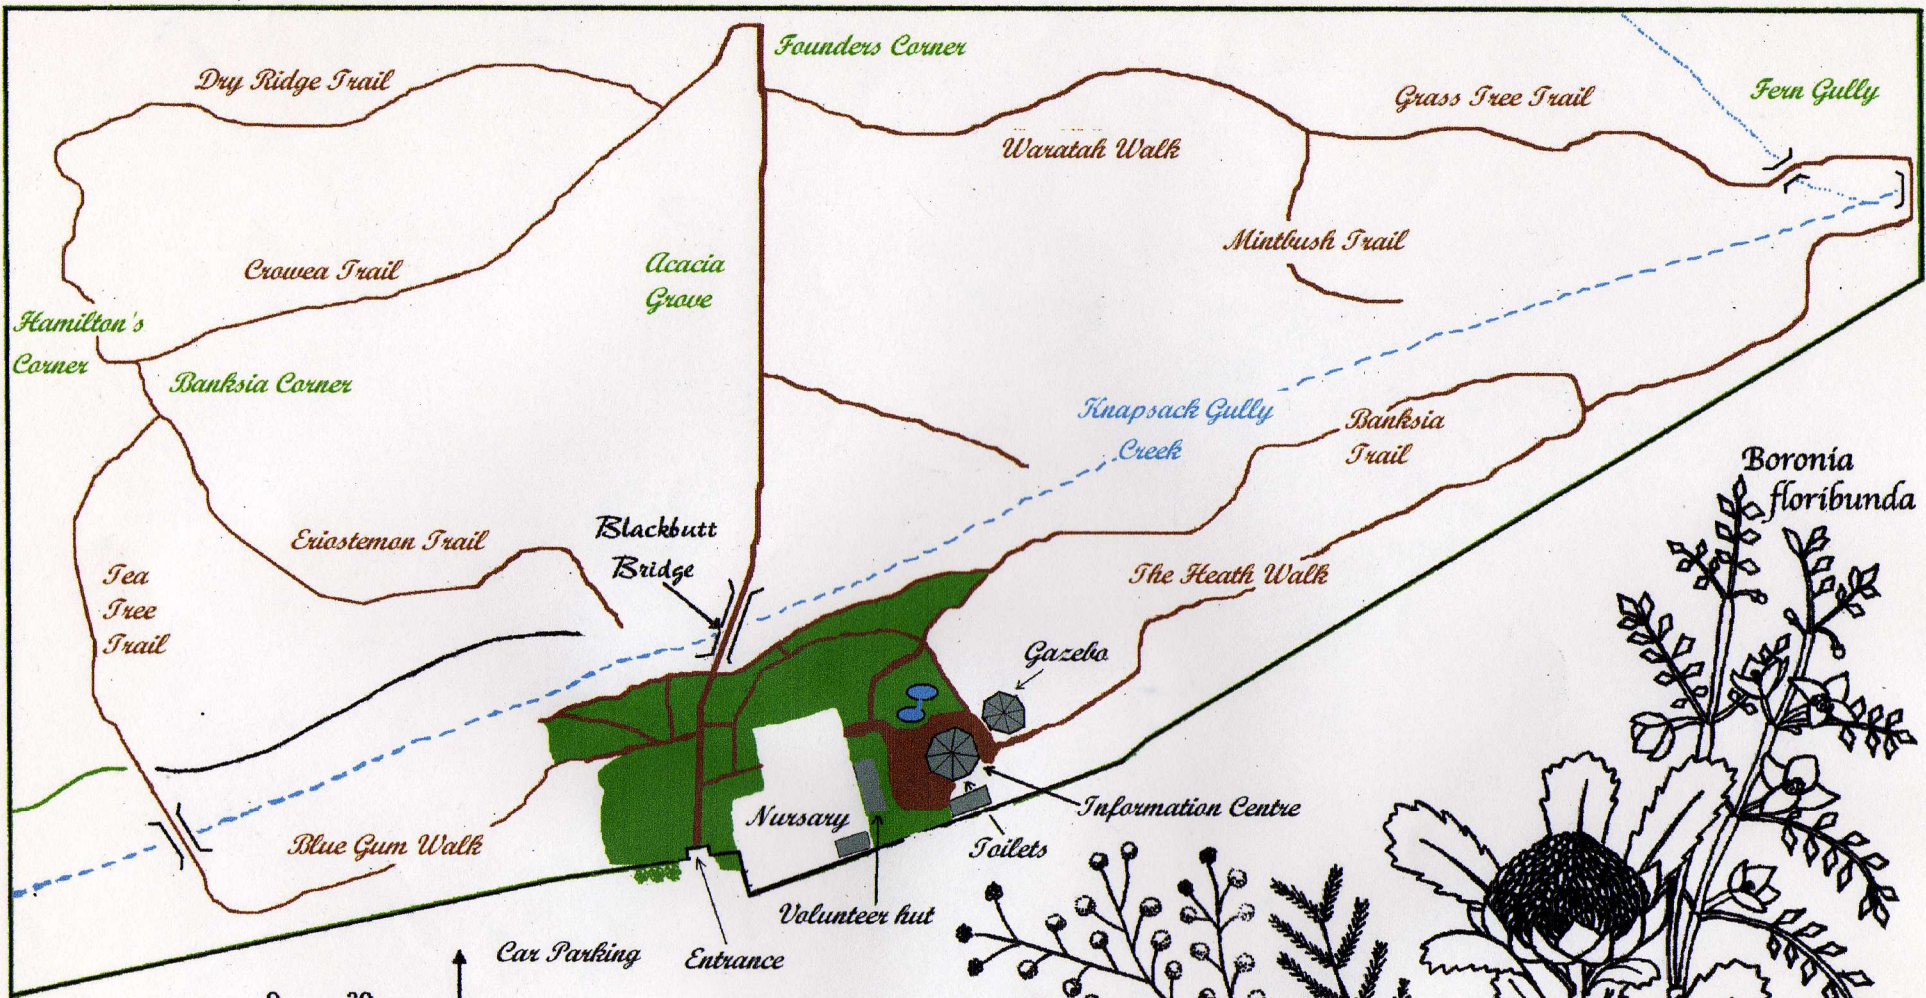 Founders Corner
Dry Ridge Trail
Grass Tree Trail
Fern Gully
Waratah Walk
Mintbush Trail
Crowea Trail
Acacia
Grove
Hamilton's
Corner
Banksia Corner
Knapsack Gully
Creek
Banksia
Trail
Boronia
floribunda
Eriostemon Trail
Blackbutt
Bridge
Tea
Tree
Trail
The Heath Walk
Gazebo
Nursary
Information Centre
Blue Gum Walk
Toilets
Volunteer hut
Car Parking
Entrance